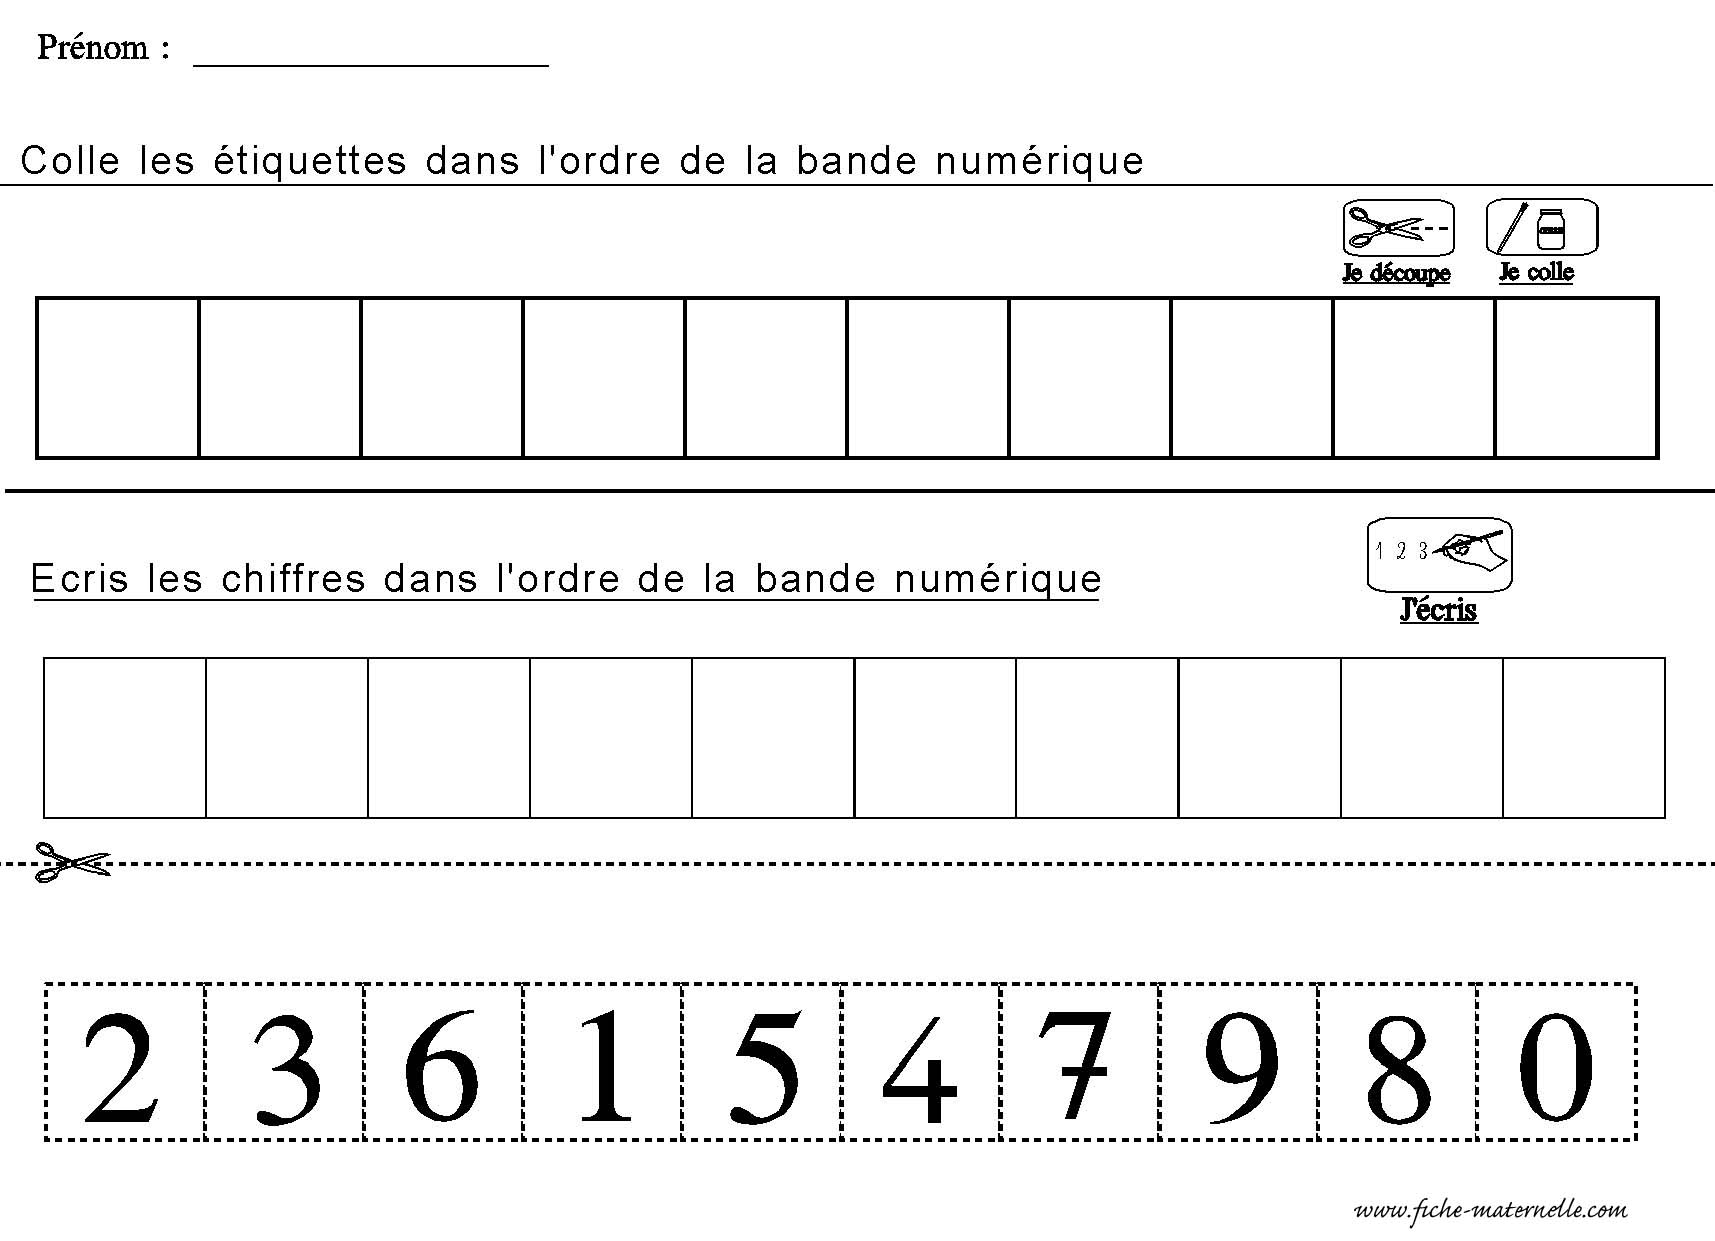 Prénom : ____________________
Colle les étiquettes dans l'ordre de la bande numérique
Je découpe Je colle
1 2 3
Ecris les chiffres dans l'ordre de la bande numérique
J'écris
2 3 6 1 5 4 7 9 8 0
www.fiche-maternelle.com